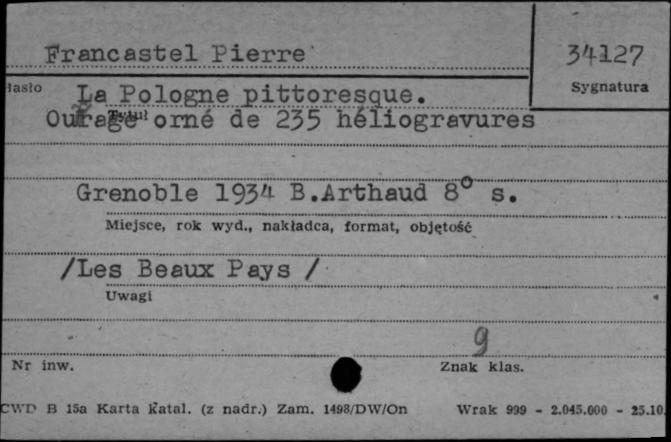 Francastel Pierre
34127
Hasło
Sygnatura
La Pologne pittoresque.
Tytuł
Ouvrage orné de 235 héliogravures
Grenoble 1934 B.Arthaud 8° s.
Miejsce, rok wyd., nakładca, format, objętość
/Les Beaux Pays /
Uwagi
9
Nr inw.
Znak klas.
CWD B 15a Karta katal. (z nadr.) Zam. 1498/DW/On Wrak 999 - 2.045.000 - 25.10.